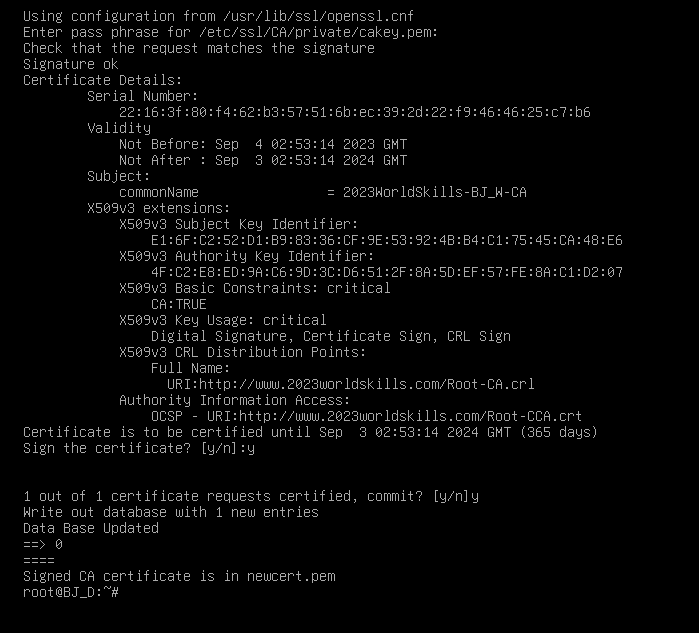 Using configuration from /usr/lib/ssl/openssl.cnf
Enter pass phrase for /etc/ssl/CA/private/cakey.pem:
Check that the request matches the signature
Signature ok
Certificate Details:
        Serial Number:
            22:16:3f:80:f4:62:b3:57:51:6b:ec:39:2d:22:f9:46:46:25:c7:b6
        Validity
            Not Before: Sep  4 02:53:14 2023 GMT
            Not After : Sep  3 02:53:14 2024 GMT
        Subject:
            commonName                = 2023WorldSkills-BJ_W-CA
        X509v3 extensions:
            X509v3 Subject Key Identifier:
                E1:6F:C2:52:D1:B9:83:36:CF:9E:53:92:4B:B4:C1:75:45:CA:48:E6
            X509v3 Authority Key Identifier:
                4F:C2:E8:ED:9A:C6:9D:3C:D6:51:2F:8A:5D:EF:57:FE:8A:C1:D2:07
            X509v3 Basic Constraints: critical
                CA:TRUE
            X509v3 Key Usage: critical
                Digital Signature, Certificate Sign, CRL Sign
            X509v3 CRL Distribution Points:
                Full Name:
                  URI:http://www.2023worldskills.com/Root-CA.crl
            Authority Information Access:
                OCSP - URI:http://www.2023worldskills.com/Root-CCA.crt
Certificate is to be certified until Sep  3 02:53:14 2024 GMT (365 days)
Sign the certificate? [y/n]:y
1 out of 1 certificate requests certified, commit? [y/n]y
Write out database with 1 new entries
Data Base Updated
==> 0
====
Signed CA certificate is in newcert.pem
root@BJ_D:~#